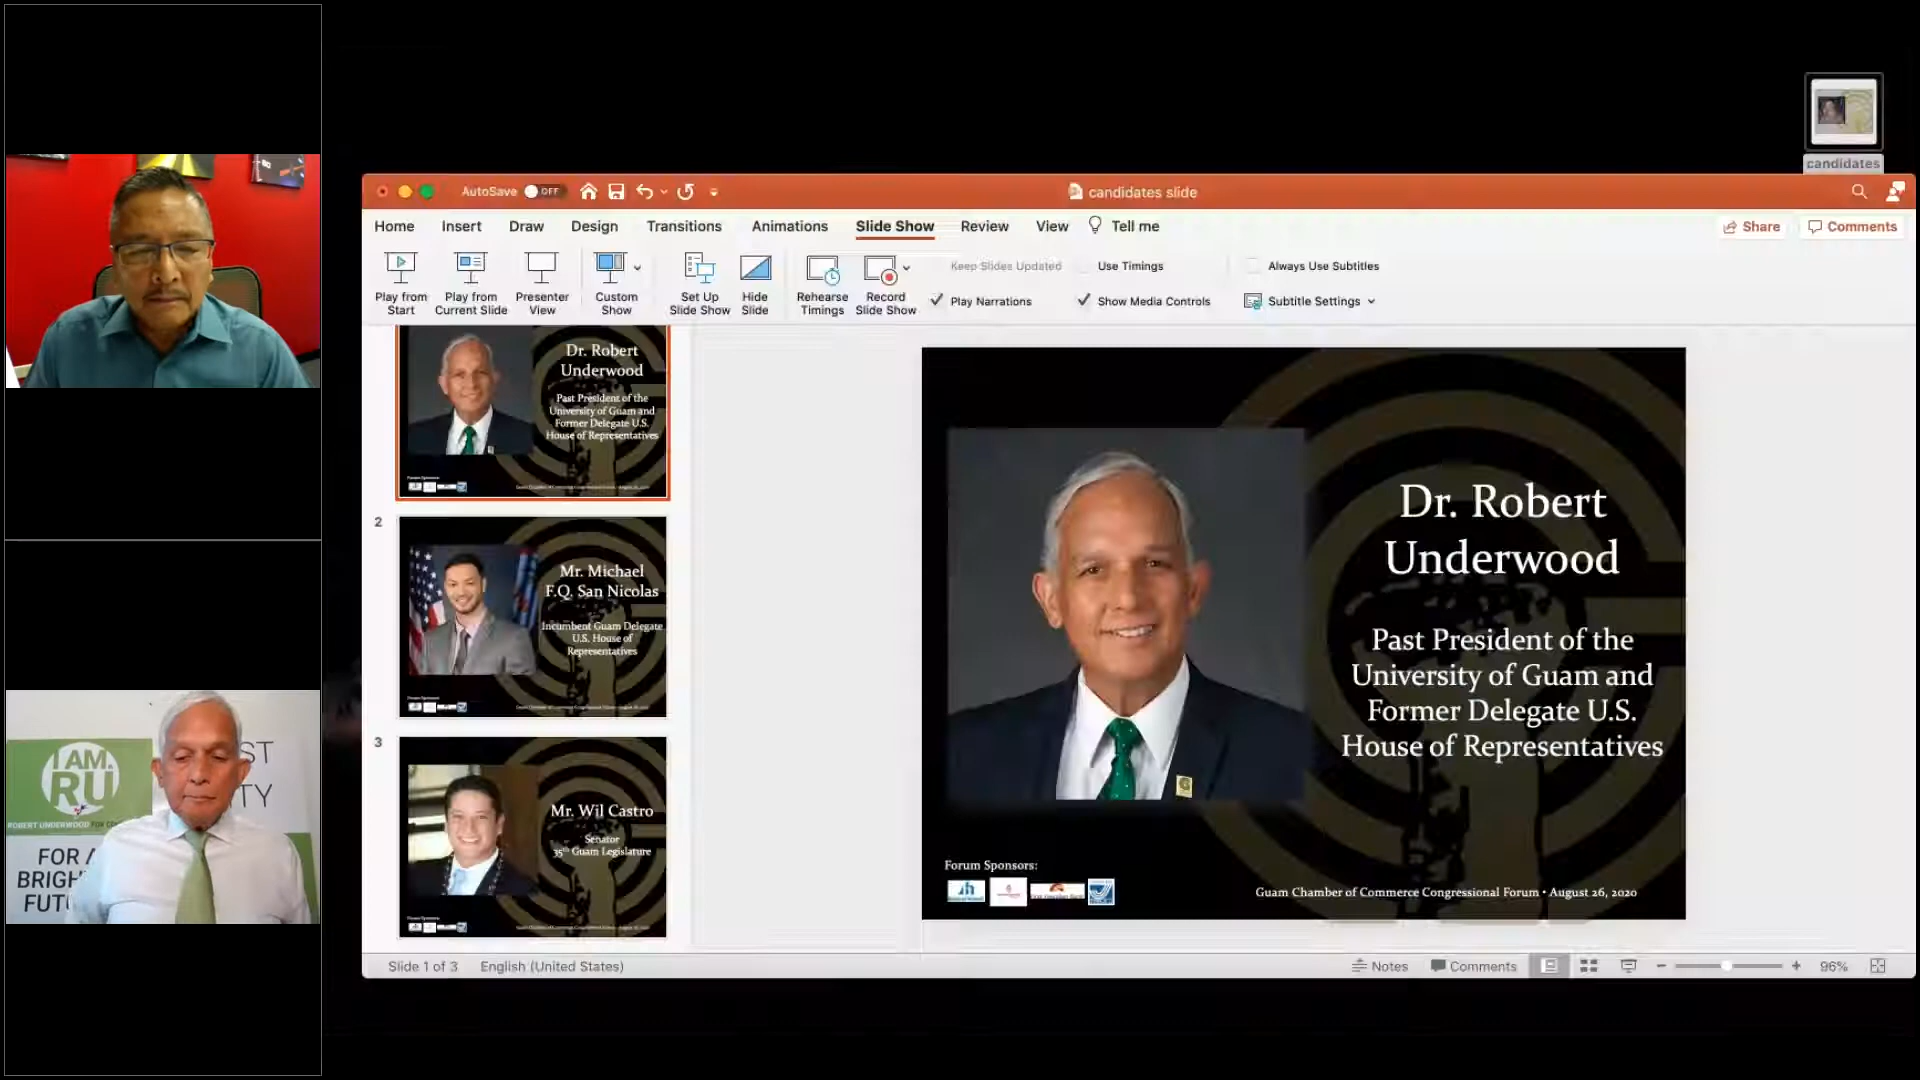 candidates
AutoSave OFF
candidates slide
Home Insert Draw Design Transitions Animations Slide Show Review View Tell me Share Comments
Play from Start
Play from Current Slide
Presenter View
Custom Show
Set Up Slide Show
Hide Slide
Rehearse Timings
Record Slide Show
Keep Slides Updated
Play Narrations
Use Timings
Show Media Controls
Always Use Subtitles
Subtitle Settings
Dr. Robert
Underwood
Past President of the
University of Guam and
Former Delegate U.S.
House of Representatives
2
Mr. Michael
F.Q. San Nicolas
Incumbent Guam Delegate
U.S. House of
Representatives
3
Mr. Wil Castro
Senator
35th Guam Legislature
Dr. Robert
Underwood
Past President of the
University of Guam and
Former Delegate U.S.
House of Representatives
Forum Sponsors:
Guam Chamber of Commerce Congressional Forum • August 26, 2020
Slide 1 of 3 English (United States) Notes Comments 96%
I AM.
RU
ROBERT UNDERWOOD
FOR A
BRIGH
FUTU
ST
TY